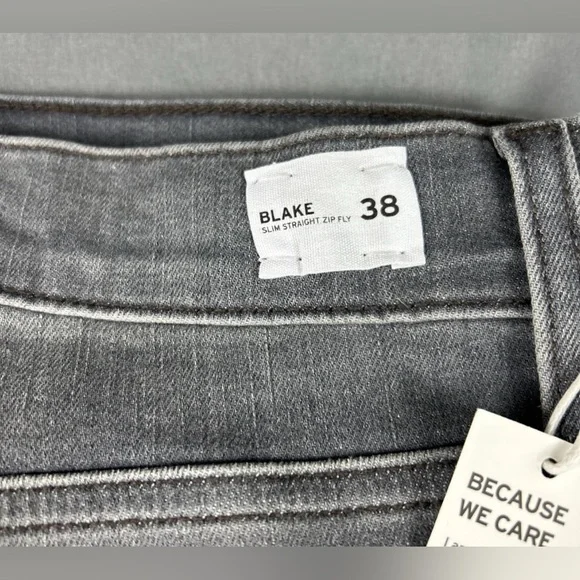 BLAKE 38
SLIM STRAIGHT ZIP FLY
BECAUSE
WE CARE